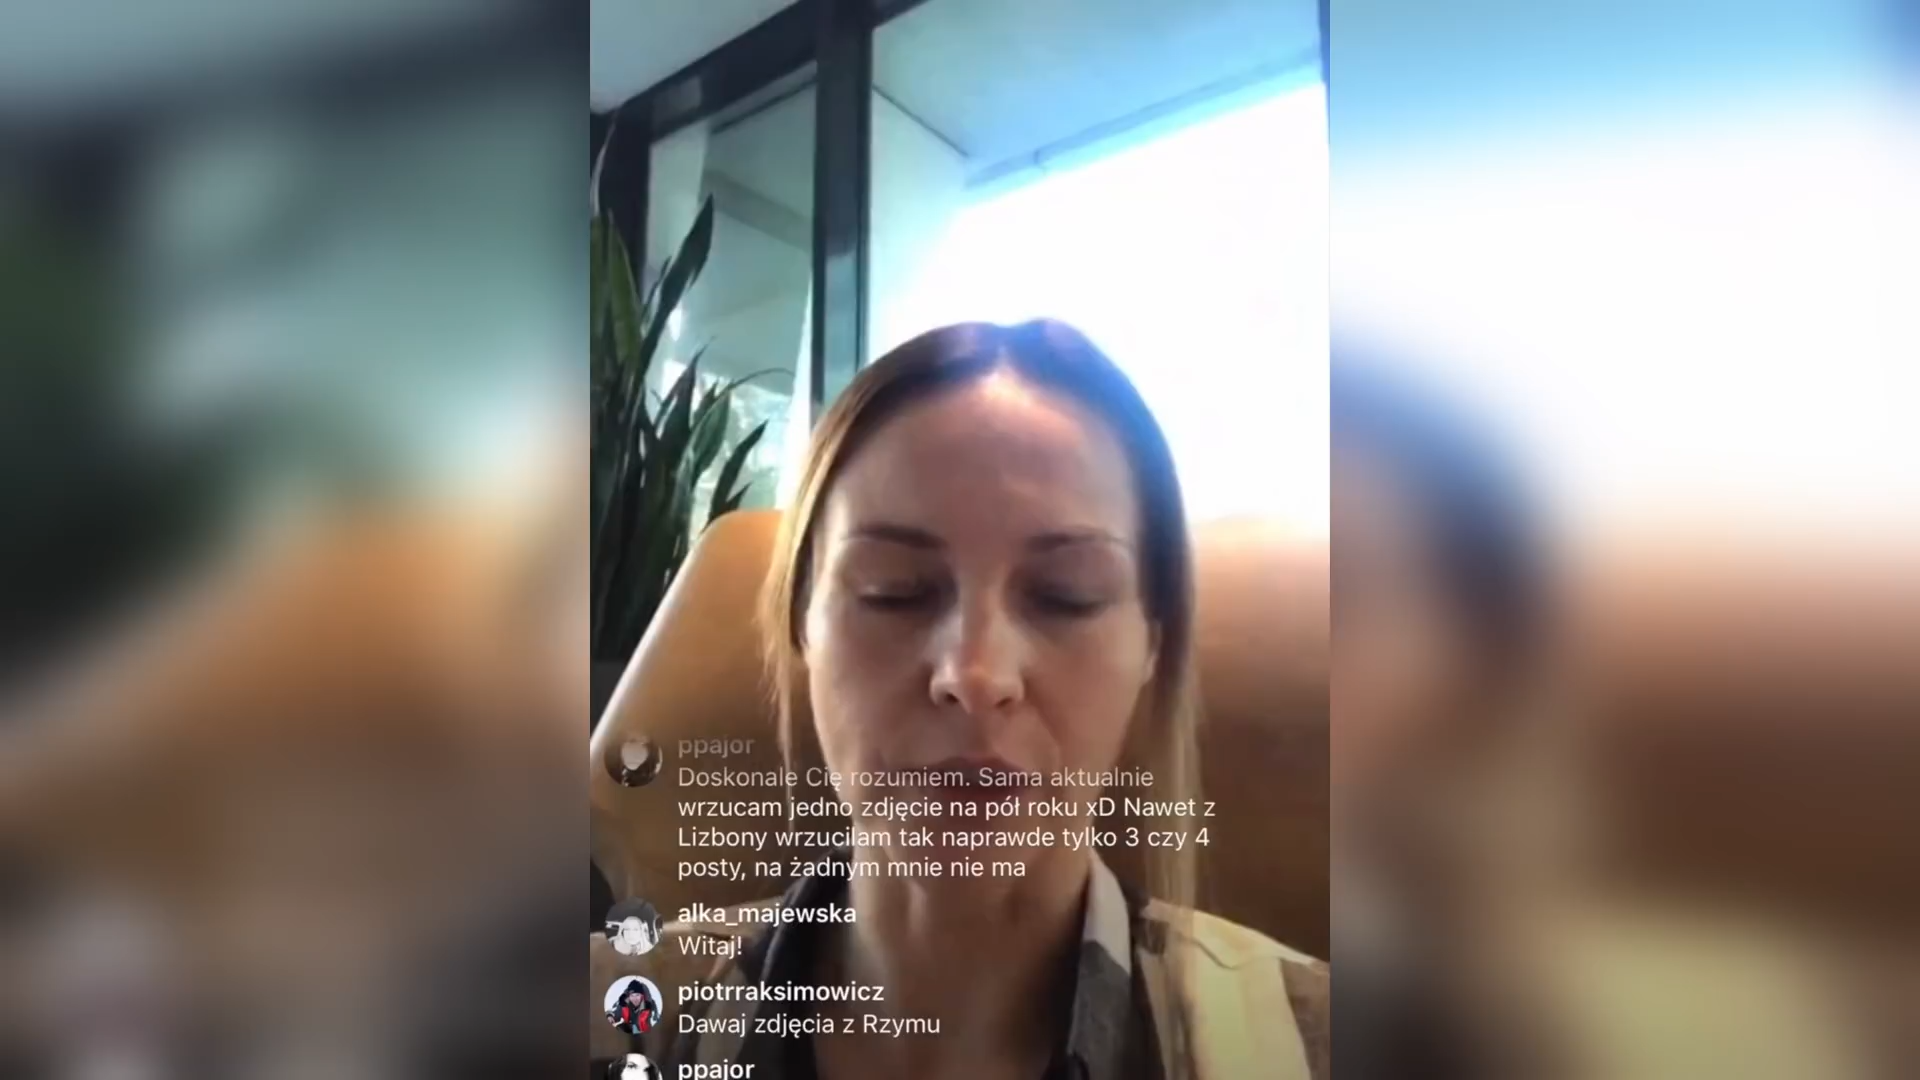 ppajor
Doskonale Cię rozumiem. Sama aktualnie
wrzucam jedno zdjęcie na pół roku xD Nawet z
Lizbony wrzucilam tak naprawde tylko 3 czy 4
posty, na żadnym mnie nie ma
alka_majewska
Witaj!
piotrraksimowicz
Dawaj zdjęcia z Rzymu
ppajor